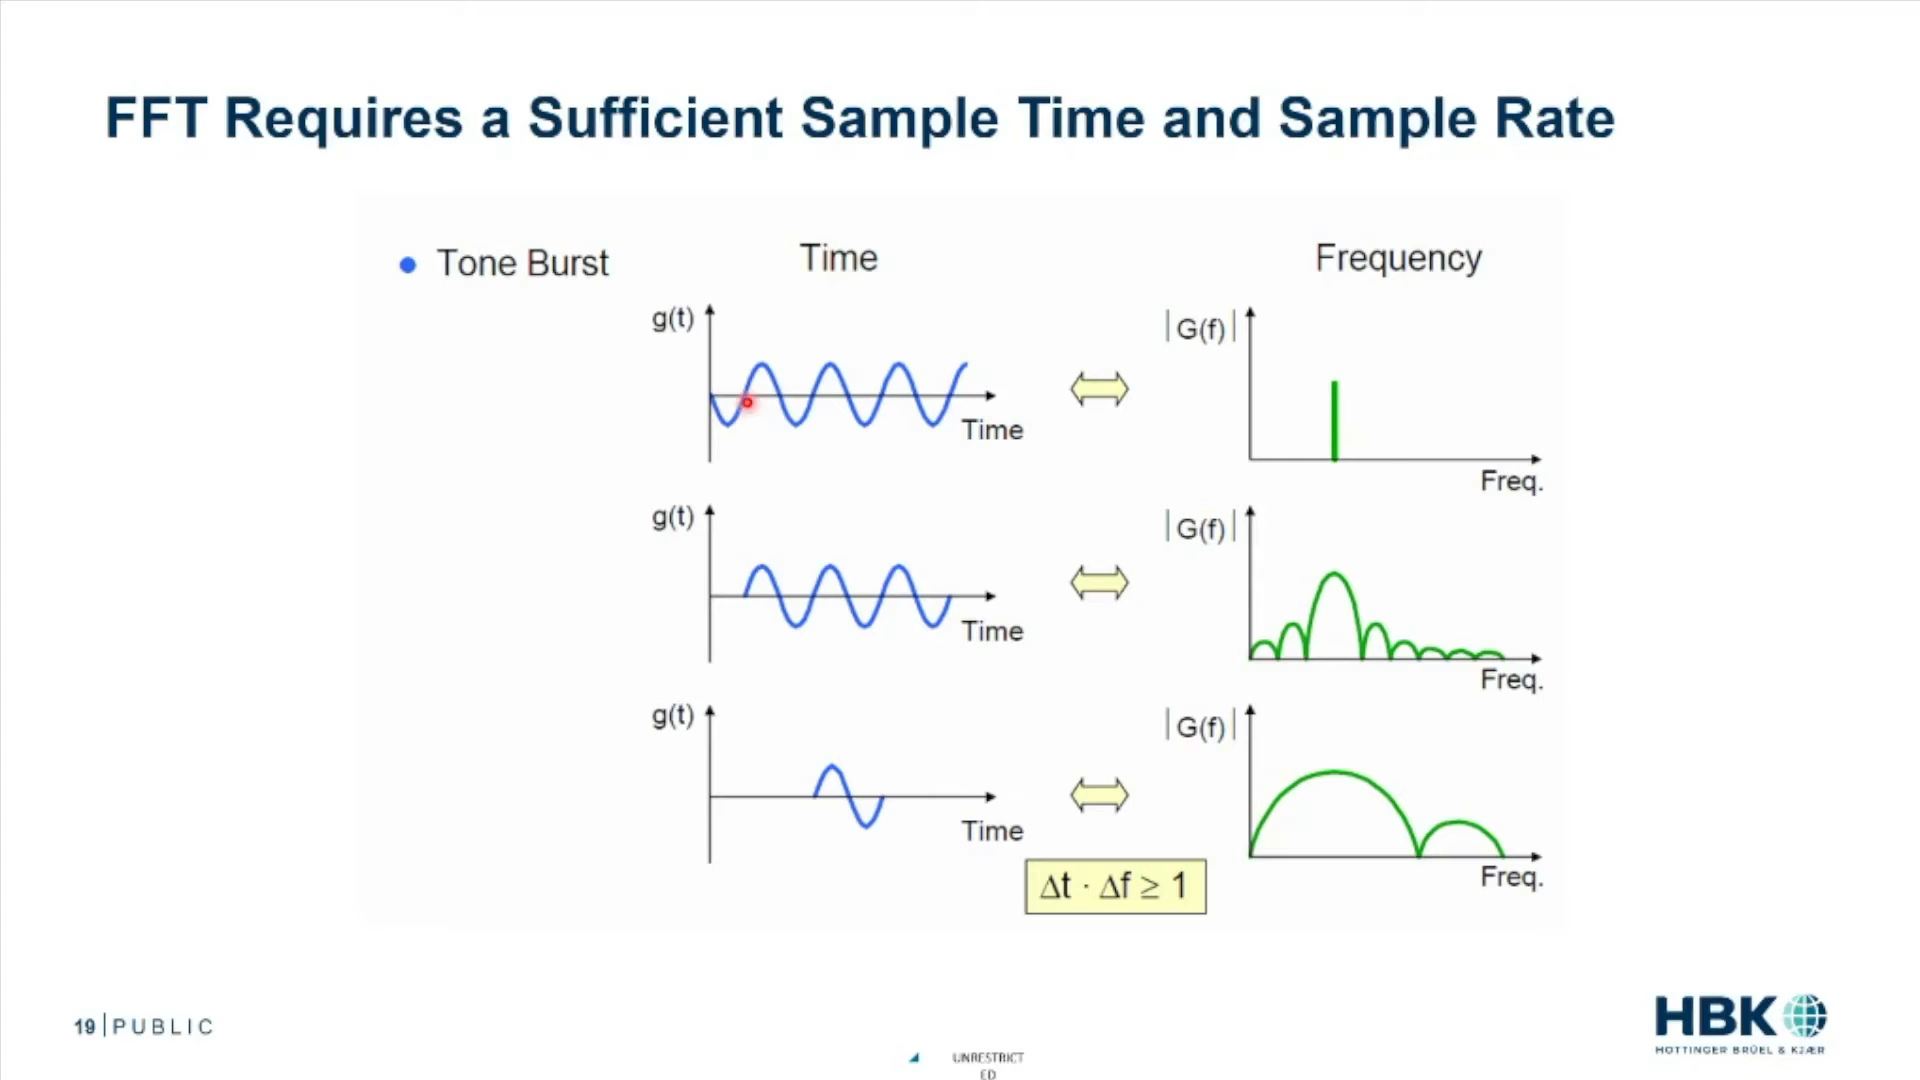 FFT Requires a Sufficient Sample Time and Sample Rate
• Tone Burst
Time
Frequency
g(t)
Time
|G(f)|
Freq.
g(t)
Time
|G(f)|
Freq.
g(t)
Time
|G(f)|
Freq.
Δt · Δf ≥ 1
19 | PUBLIC
UNRESTRICT
ED
HBK
HOTTINGER BRÜEL & KJÆR